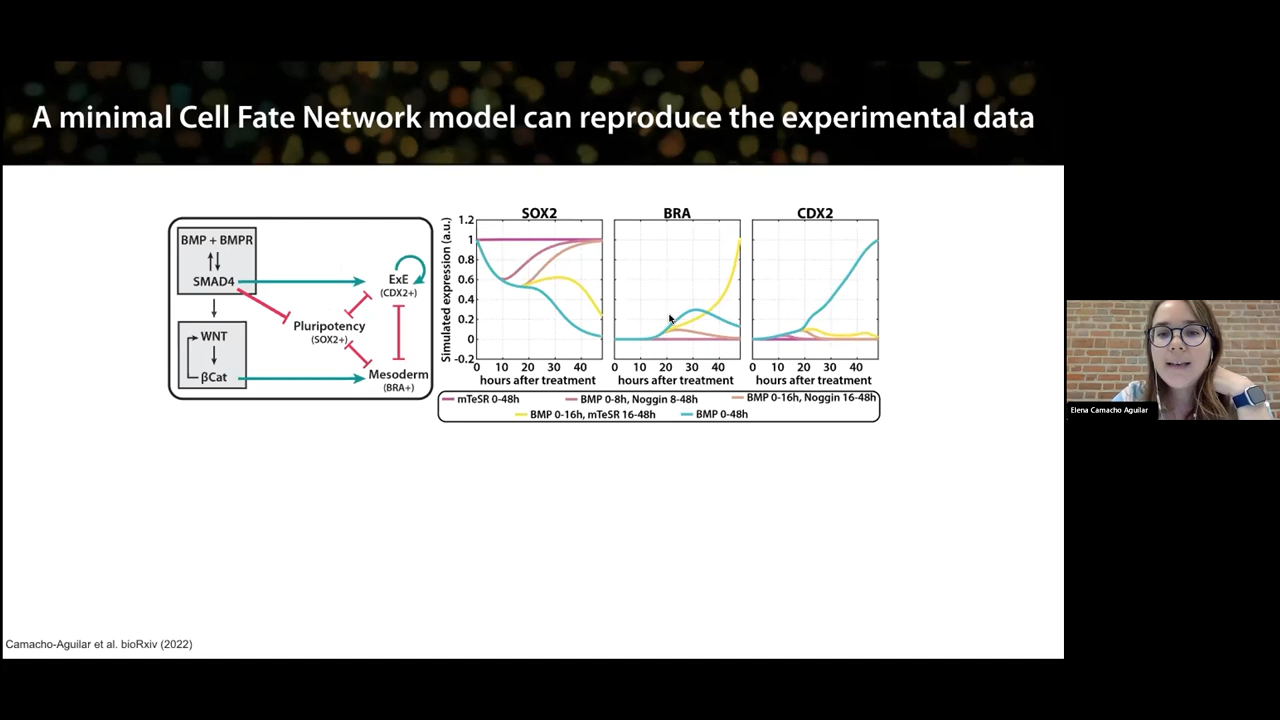 A minimal Cell Fate Network model can reproduce the experimental data
BMP + BMPR
SMAD4
WNT
βCat
ExE
(CDX2+)
Pluripotency
(SOX2+)
Mesoderm
(BRA+)
SOX2
BRA
CDX2
Simulated expression (a.u.)
1.2
1
0.8
0.6
0.4
0.2
0
-0.2
0 10 20 30 40
0 10 20 30 40
0 10 20 30 40
hours after treatment
hours after treatment
hours after treatment
mTeSR 0-48h
BMP 0-8h, Noggin 8-48h
BMP 0-16h, Noggin 16-48h
BMP 0-16h, mTeSR 16-48h
BMP 0-48h
Elena Camacho Aguilar
Camacho-Aguilar et al. bioRxiv (2022)